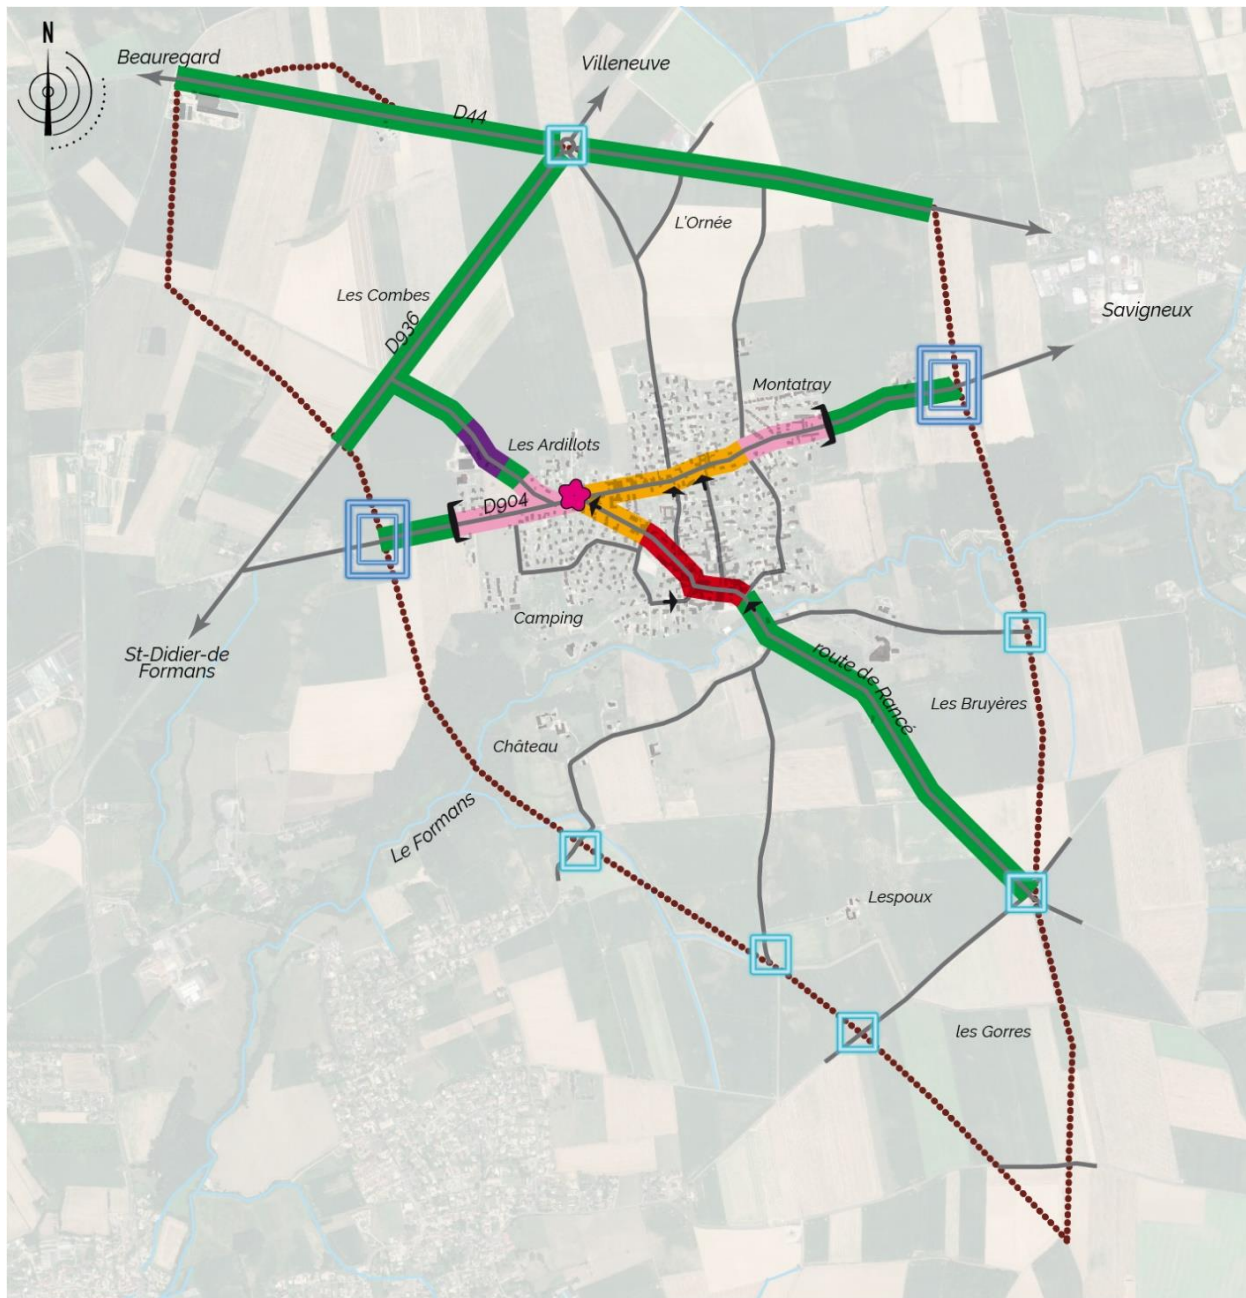 N
Beauregard
Villeneuve
D44
L'Ornée
Les Combes
D936
Savigneux
Montatray
Les Ardillots
D904
Camping
St-Didier-de
Formans
route de Rancé
Les Bruyères
Château
Le Formans
Lespoux
les Gorres